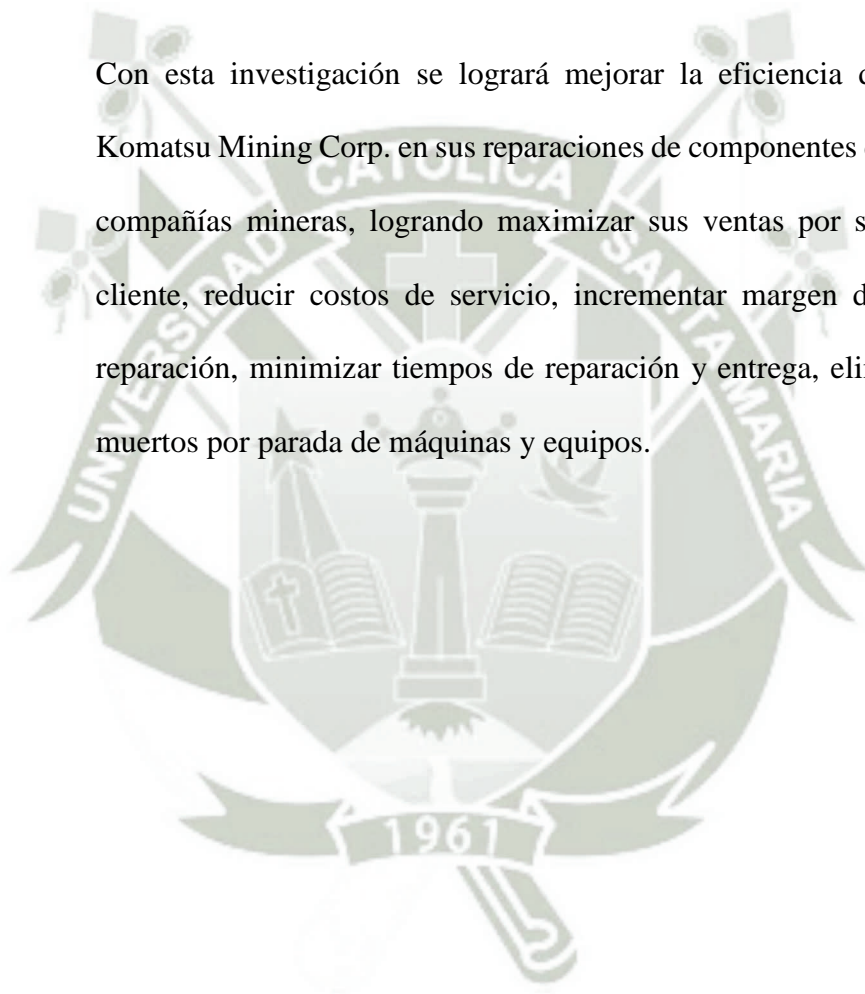 Con esta investigación se logrará mejorar la eficiencia
Komatsu Mining Corp. en sus reparaciones de componentes
compañías mineras, logrando maximizar sus ventas por
cliente, reducir costos de servicio, incrementar margen
reparación, minimizar tiempos de reparación y entrega,
muertos por parada de máquinas y equipos.
UNIVERSIDAD CATOLICA SANTA MARIA
1961